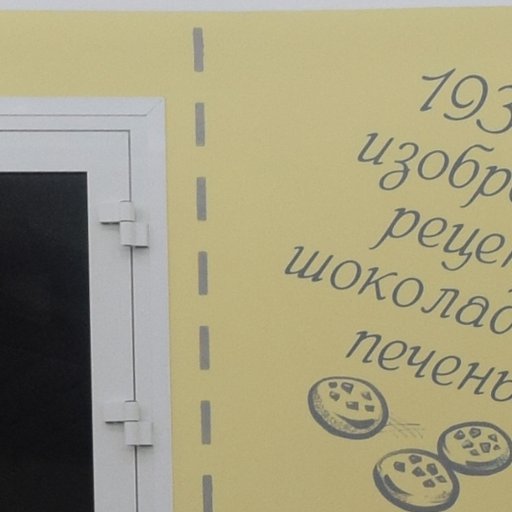 193
изобр
рецеп
шоколад
печень